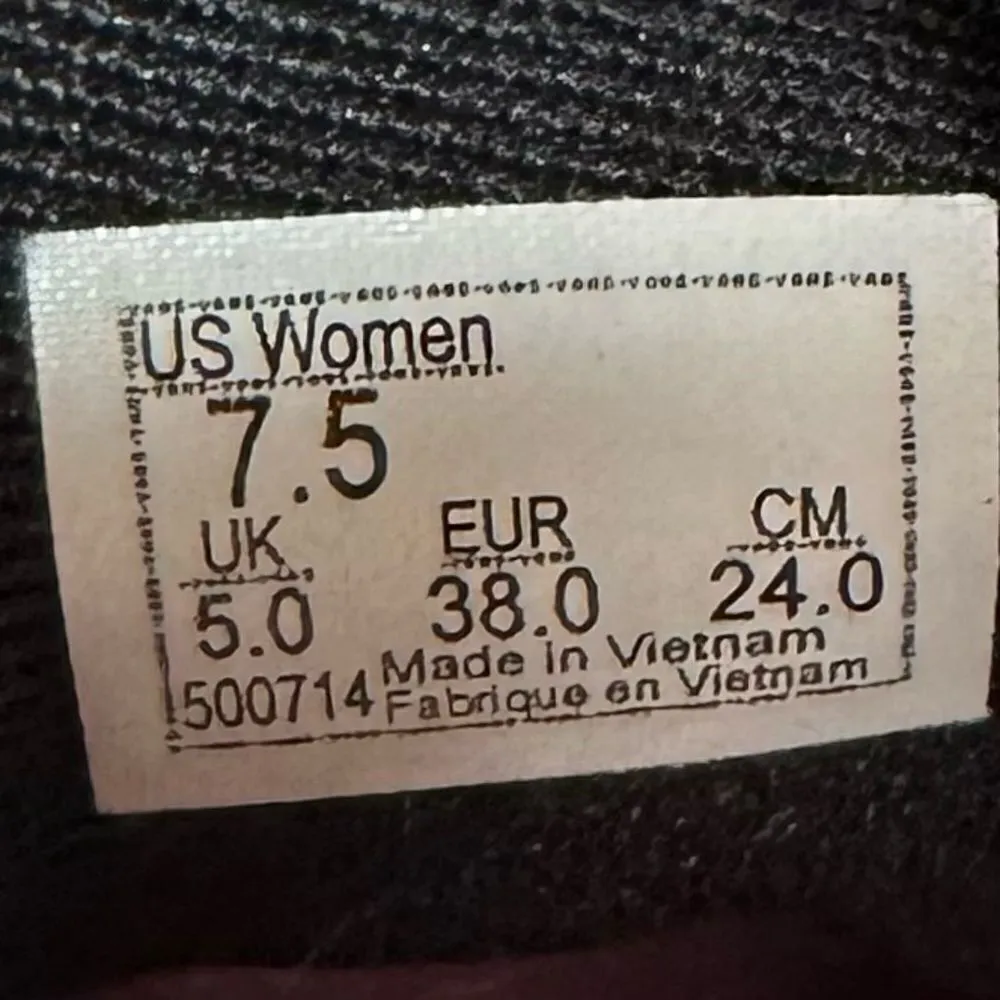 US Women
7.5
UK EUR CM
5.0 38.0 24.0
Made in Vietnam
500714 Fabrique en Vietnam